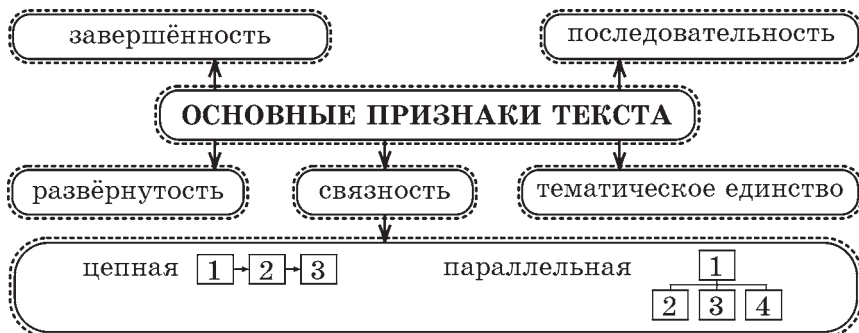 завершённость последовательность
ОСНОВНЫЕ ПРИЗНАКИ ТЕКСТА
развёрнутость связность тематическое единство
цепная 1 2 3 параллельная 1
2 3 4